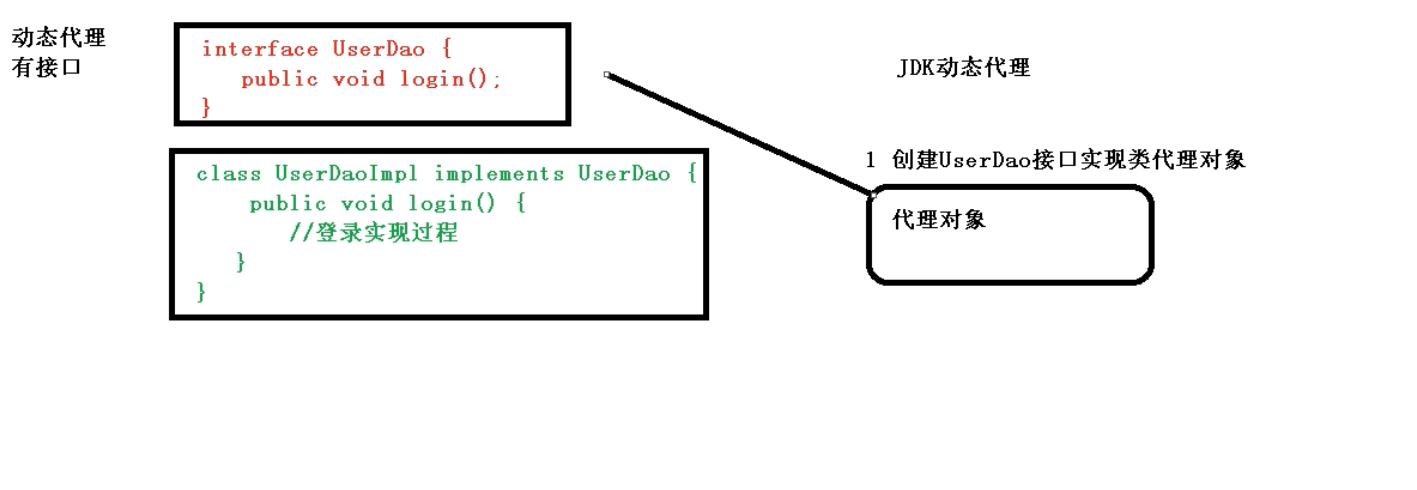 动态代理
有接口
interface UserDao {
public void login();
}
class UserDaoImpl implements UserDao {
public void login() {
//登录实现过程
}
}
JDK动态代理
1 创建UserDao接口实现类代理对象
代理对象